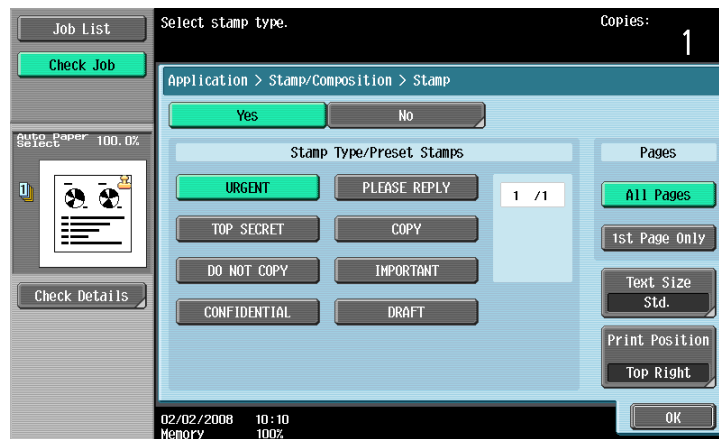 Job List
Check Job
Select stamp type.
Copies:
1
Application > Stamp/Composition > Stamp
Yes
No
Auto Paper
Select
100.0%
1
Stamp Type/Preset Stamps
URGENT
PLEASE REPLY
TOP SECRET
COPY
DO NOT COPY
IMPORTANT
CONFIDENTIAL
DRAFT
1 /1
Pages
All Pages
1st Page Only
Text Size
Std.
Print Position
Top Right
Check Details
02/02/2008 10:10
Memory 100%
OK